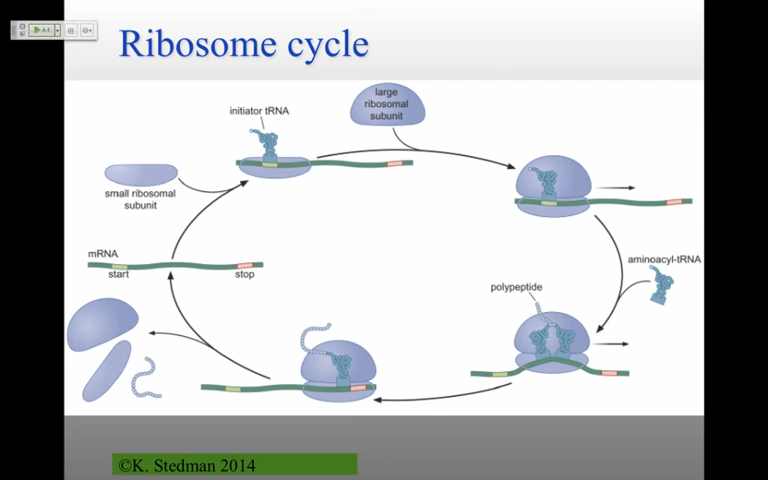 Ribosome cycle
initiator tRNA
large
ribosomal
subunit
small ribosomal
subunit
mRNA
start
stop
aminoacyl-tRNA
polypeptide
©K. Stedman 2014